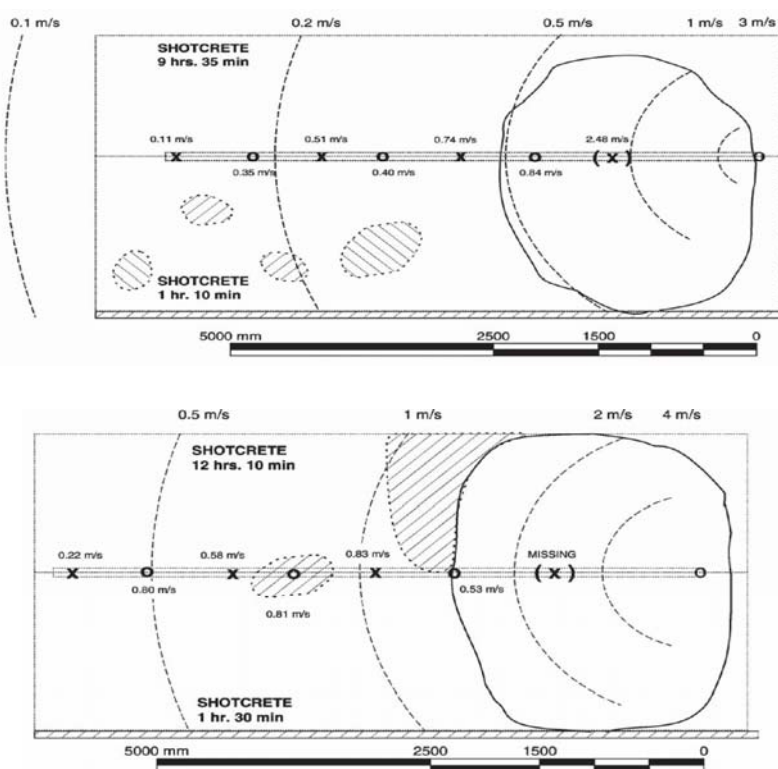 0.1 m/s 0.2 m/s 0.5 m/s 1 m/s 3 m/s
SHOTCRETE
9 hrs. 35 min
0.11 m/s 0.51 m/s 0.74 m/s 2.48 m/s
x o x o x o (x) o
0.35 m/s 0.40 m/s 0.84 m/s
SHOTCRETE
1 hr. 10 min
5000 mm 2500 1500 0
0.5 m/s 1 m/s 2 m/s 4 m/s
SHOTCRETE
12 hrs. 10 min
0.22 m/s 0.58 m/s 0.83 m/s MISSING
x o x o x o (x) o
0.80 m/s 0.81 m/s 0.53 m/s
SHOTCRETE
1 hr. 30 min
5000 mm 2500 1500 0